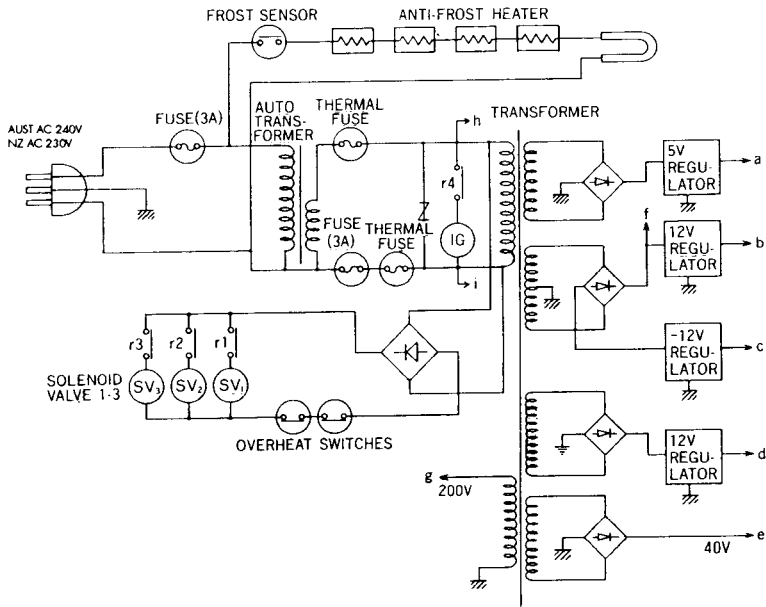 FROST SENSOR
ANTI-FROST HEATER
AUST AC 240V
NZ AC 230V
FUSE(3A)
AUTO
TRANS-
FORMER
THERMAL
FUSE
TRANSFORMER
h
r4
IG
i
FUSE
(3A)
THERMAL
FUSE
5V
REGU-
LATOR
a
f
12V
REGU-
LATOR
b
-12V
REGU-
LATOR
c
r3
r2
r1
SOLENOID
VALVE 1-3
SV3
SV2
SV1
OVERHEAT SWITCHES
12V
REGU-
LATOR
d
g
200V
40V
e